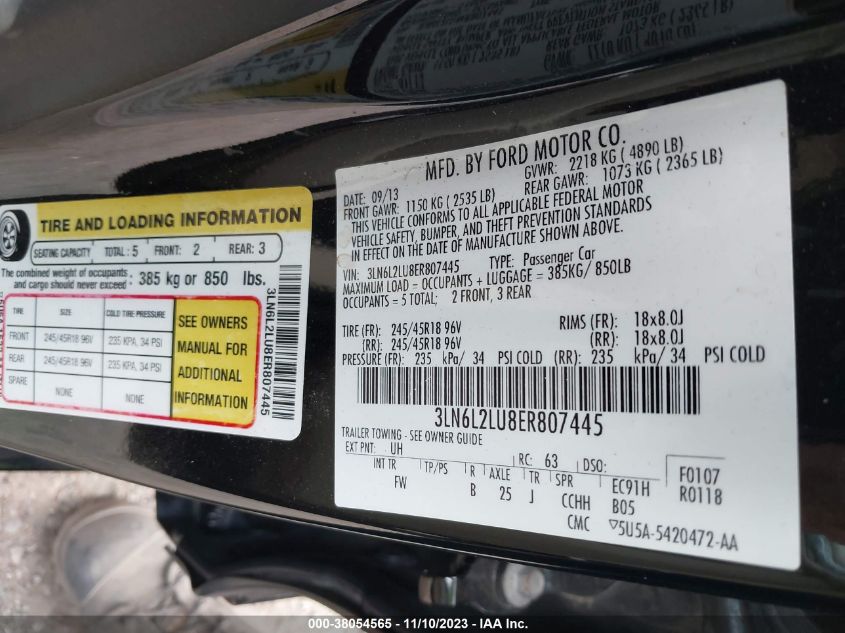 TIRE AND LOADING INFORMATION
SEATING CAPACITY TOTAL: 5 FRONT: 2 REAR: 3
The combined weight of occupants and cargo should never exceed: 385 kg or 850 lbs.
TIRE SIZE COLD TIRE PRESSURE
FRONT 245/45R18 96V 235 KPA, 34 PSI
REAR 245/45R18 96V 235 KPA, 34 PSI
SPARE NONE NONE
SEE OWNERS
MANUAL FOR
ADDITIONAL
INFORMATION
3LN6L2LU8ER807445
MFD. BY FORD MOTOR CO.
DATE: 09/13 GVWR: 2218 KG ( 4890 LB)
FRONT GAWR: 1150 KG ( 2535 LB) REAR GAWR: 1073 KG ( 2365 LB)
THIS VEHICLE CONFORMS TO ALL APPLICABLE FEDERAL MOTOR
VEHICLE SAFETY, BUMPER, AND THEFT PREVENTION STANDARDS
IN EFFECT ON THE DATE OF MANUFACTURE SHOWN ABOVE.
VIN: 3LN6L2LU8ER807445 TYPE: Passenger Car
MAXIMUM LOAD = OCCUPANTS + LUGGAGE = 385KG/ 850LB
OCCUPANTS = 5 TOTAL; 2 FRONT, 3 REAR
TIRE (FR): 245/45R18 96V RIMS (FR): 18x8.0J
(RR): 245/45R18 96V (RR): 18x8.0J
PRESSURE (FR): 235 kPa/ 34 PSI COLD (RR): 235 kPa/ 34 PSI COLD
3LN6L2LU8ER807445
TRAILER TOWING - SEE OWNER GUIDE
EXT PNT: UH RC: 63 DSO:
INT TR TP/PS R AXLE TR SPR EC91H F0107
FW B 25 J CCHH B05 R0118
CMC ▽5U5A-5420472-AA
000-38054565 - 11/10/2023 - IAAI Inc.